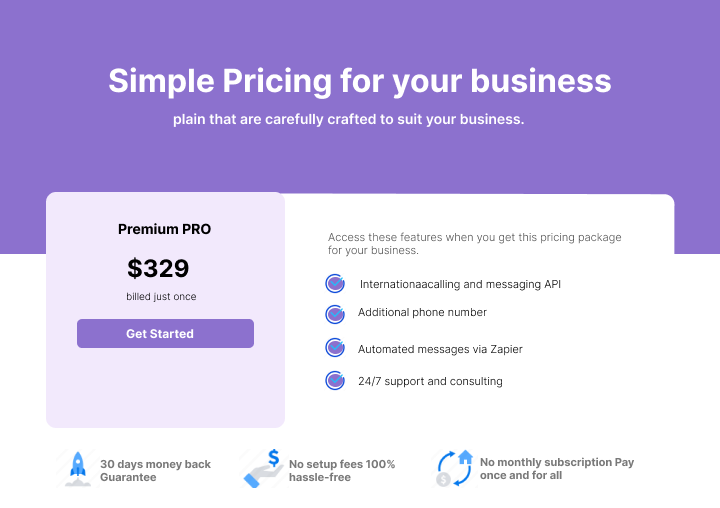 Simple Pricing for your business
plain that are carefully crafted to suit your business.
Premium PRO
$329
billed just once
Get Started
Access these features when you get this pricing package
for your business.
Internationaacalling and messaging API
Additional phone number
Automated messages via Zapier
24/7 support and consulting
30 days money back
Guarantee
$
No setup fees 100%
hassle-free
$
No monthly subscription Pay
once and for all